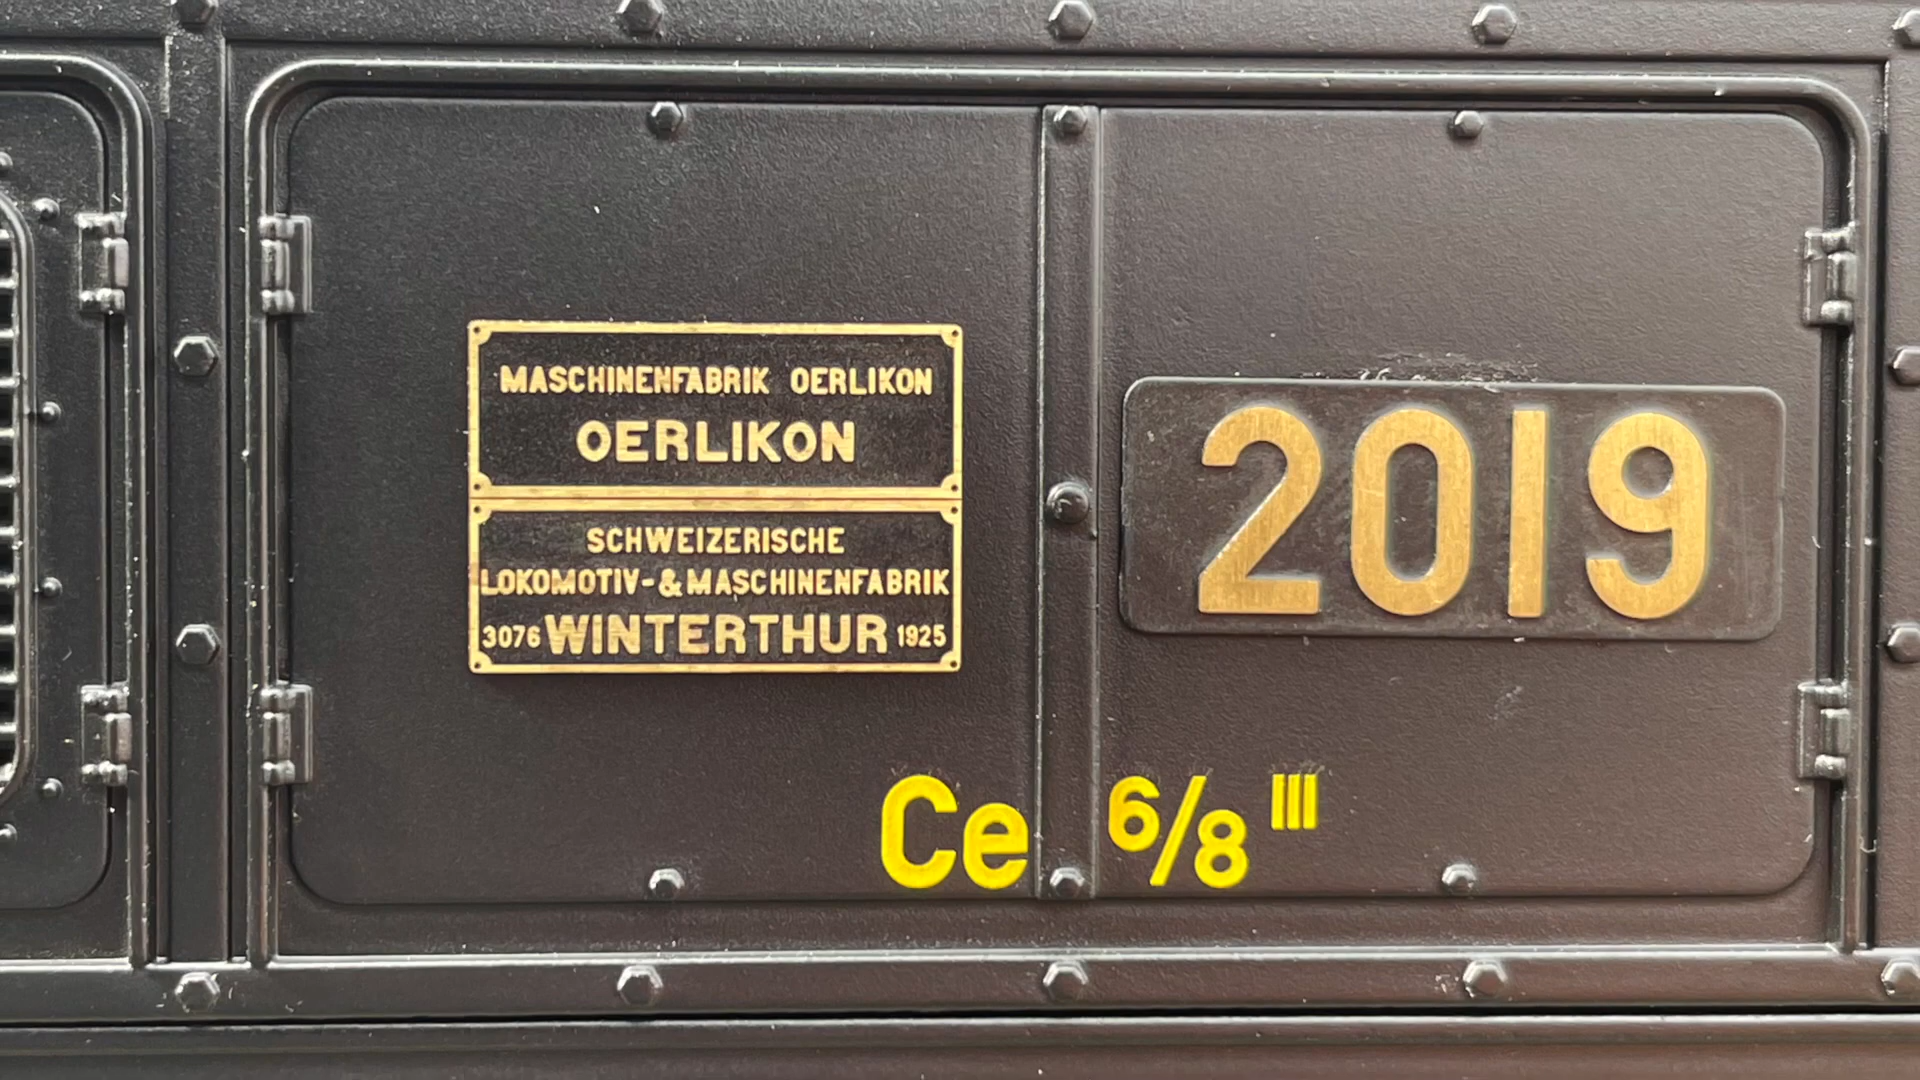 MASCHINENFABRIK OERLIKON
OERLIKON
SCHWEIZERISCHE
LOKOMOTIV-&MASCHINENFABRIK
3076 WINTERTHUR 1925
2019
Ce 6/8 III